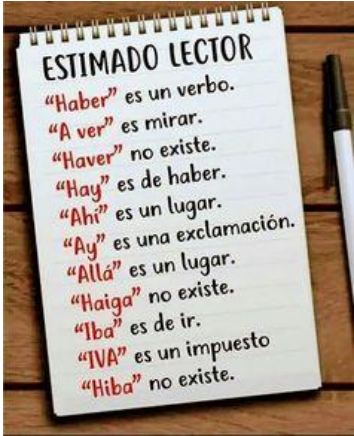 ESTIMADO LECTOR
“Haber” es un verbo.
“A ver” es mirar.
“Haver” no existe.
“Hay” es de haber.
“Ahí” es un lugar.
“Ay” es una exclamación.
“Allá” es un lugar.
“Haiga” no existe.
“Iba” es de ir.
“IVA” es un impuesto
“Hiba” no existe.